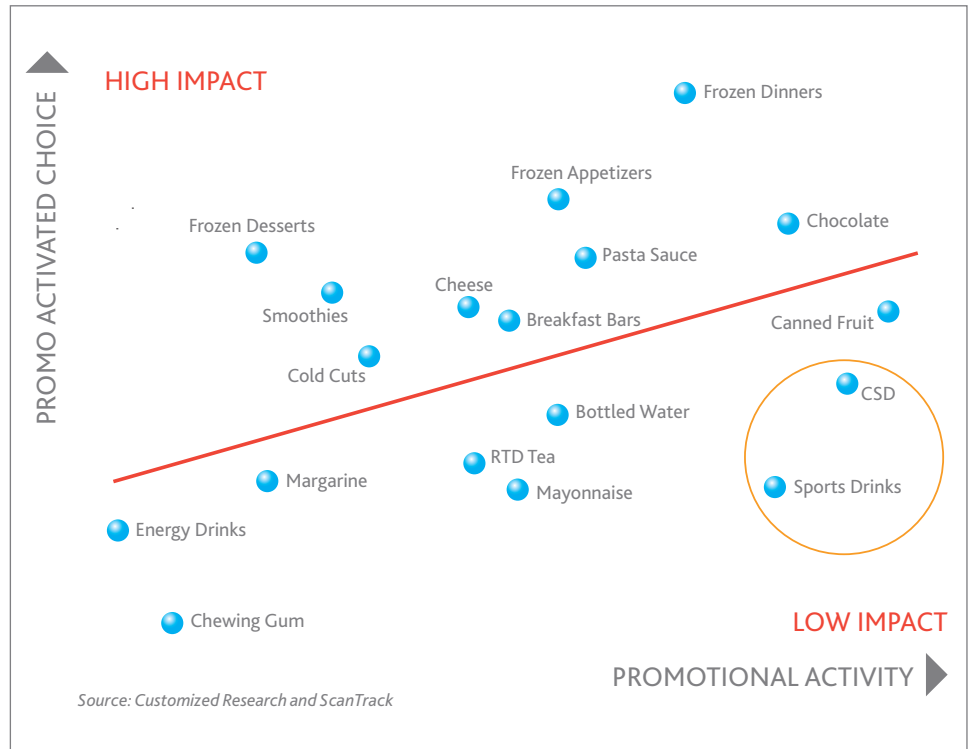 HIGH IMPACT
PROMO ACTIVATED CHOICE
Frozen Dinners
Frozen Appetizers
Chocolate
Frozen Desserts
Pasta Sauce
Cheese
Smoothies
Breakfast Bars
Canned Fruit
Cold Cuts
CSD
Bottled Water
RTD Tea
Margarine
Mayonnaise
Sports Drinks
Energy Drinks
Chewing Gum
LOW IMPACT
PROMOTIONAL ACTIVITY
Source: Customized Research and ScanTrack